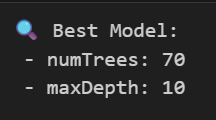 🔍 Best Model:
- numTrees: 70
- maxDepth: 10